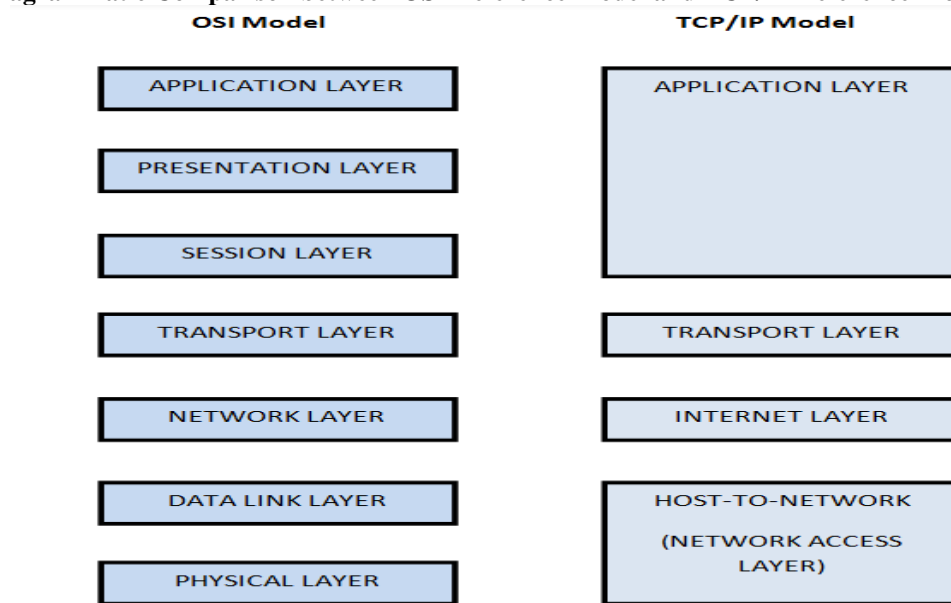 OSI Model
APPLICATION LAYER
PRESENTATION LAYER
SESSION LAYER
TRANSPORT LAYER
NETWORK LAYER
DATA LINK LAYER
PHYSICAL LAYER
TCP/IP Model
APPLICATION LAYER
TRANSPORT LAYER
INTERNET LAYER
HOST-TO-NETWORK
(NETWORK ACCESS
LAYER)